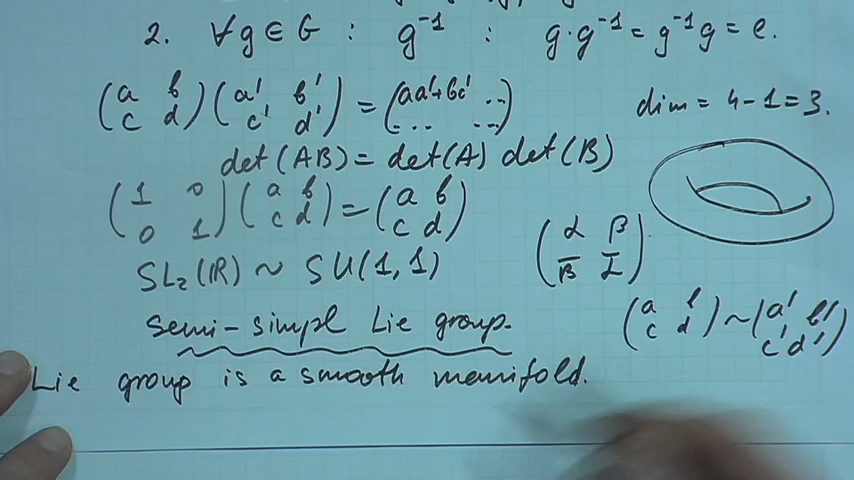 2. ∀g ∈ G : g⁻¹ : g·g⁻¹ = g⁻¹g = e.
(a b / c d)(a' b' / c' d') = (aa'+bc' .. / ... ...)
dim = 4-1=3.
det(AB) = det(A) det(B)
(1 0 / 0 1)(a b / c d) = (a b / c d)
(α β / β̄ ᾱ)
SL₂(ℝ) ~ SU(1,1)
semi-simpl Lie group.
(a b / c d) ~ (a' b' / c' d')
Lie group is a smooth manifold.